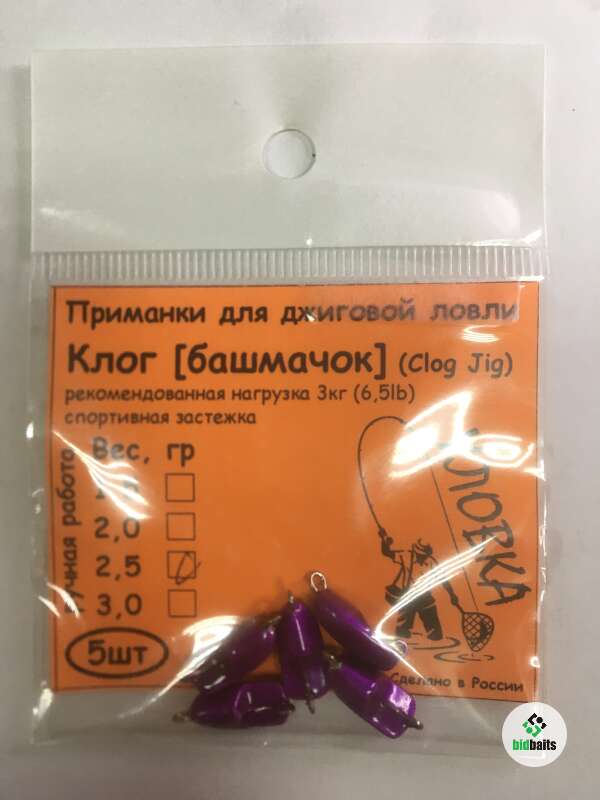 Приманки для джиговой ловли
Клог [башмачок] (Clog Jig)
рекомендованная нагрузка 3кг (6,5lb)
спортивная застежка
Вес, гр
2,0
2,5
3,0
работа
5шт
Сделано в России
bidbaits